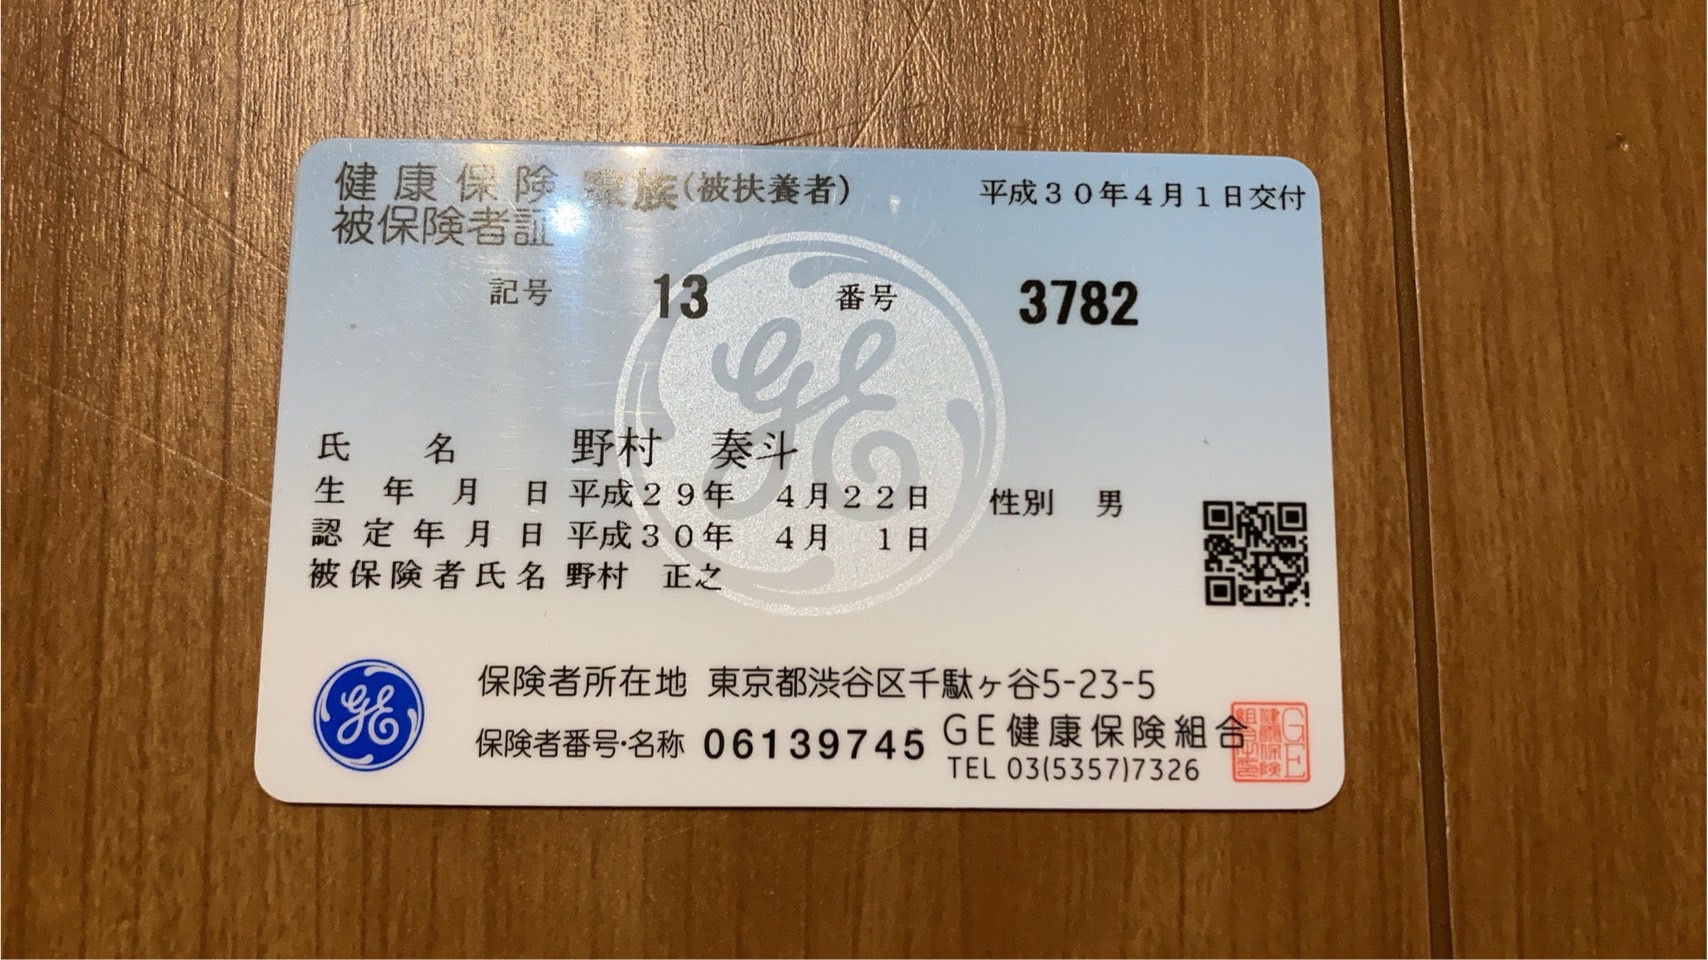 健康保険 家族(被扶養者) 平成30年4月1日交付
被保険者証
記号 13 番号 3782
氏名 野村 奏斗
生年月日 平成29年 4月22日 性別 男
認定年月日 平成30年 4月 1日
被保険者氏名 野村 正之
保険者所在地 東京都渋谷区千駄ヶ谷5-23-5
保険者番号・名称 06139745 GE健康保険組合
TEL 03(5357)7326
GE
健康保険